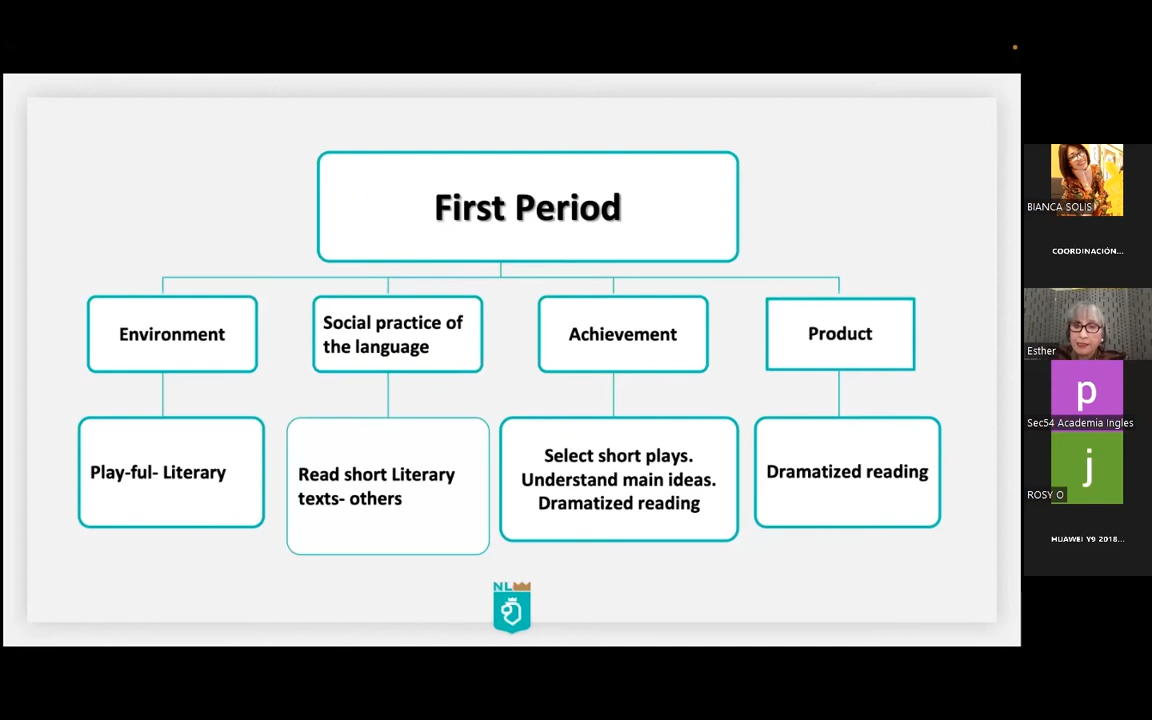 First Period
Environment
Social practice of
the language
Achievement
Product
Play-ful- Literary
Read short Literary
texts- others
Select short plays.
Understand main ideas.
Dramatized reading
Dramatized reading
NL
BIANCA SOLIS
COORDINACIÓN...
Esther
p
Sec54 Academia Ingles
j
ROSY O
HUAWEI Y9 2018...